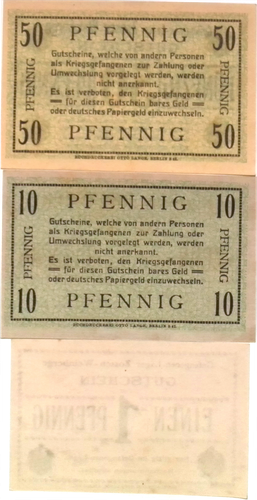 50 PFENNIG 50
PFENNIG
PFENNIG
Gutscheine, welche von andern Personen
als Kriegsgefangenen zur Zahlung oder
Umwechslung vorgelegt werden, werden
nicht anerkannt.
Es ist verboten, den Kriegsgefangenen
für diesen Gutschein bares Geld
oder deutsches Papiergeld einzuwechseln.
50 PFENNIG 50
10 PFENNIG 10
PFENNIG
PFENNIG
Gutscheine, welche von andern Personen
als Kriegsgefangenen zur Zahlung oder
Umwechslung vorgelegt werden, werden
nicht anerkannt.
Es ist verboten, den Kriegsgefangenen
für diesen Gutschein bares Geld
oder deutsches Papiergeld einzuwechseln.
10 PFENNIG 10
GUTSCHEIN
EINEN 1 PFENNIG